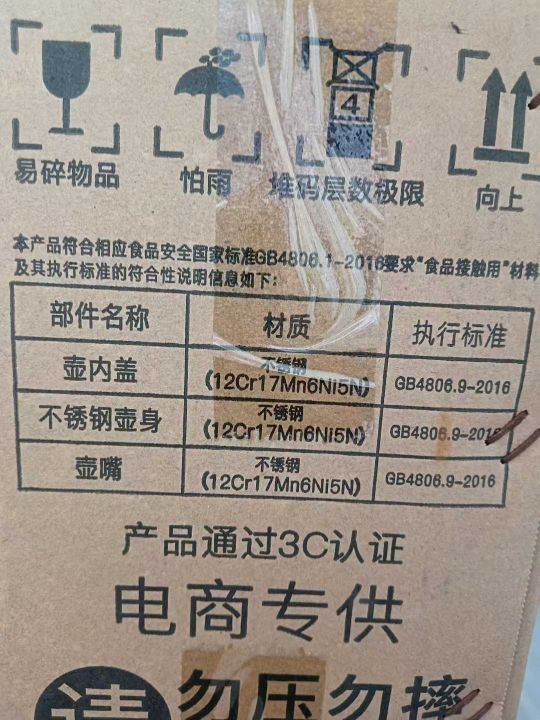 易碎物品 怕雨 4 堆码层数极限 向上
本产品符合相应食品安全国家标准GB4806.1-2016要求"食品接触用"材料
及其执行标准的符合性说明信息如下:
部件名称 材质 执行标准
壶内盖 不锈钢 (12Cr17Mn6Ni5N) GB4806.9-2016
不锈钢壶身 不锈钢 (12Cr17Mn6Ni5N) GB4806.9-2016
壶嘴 不锈钢 (12Cr17Mn6Ni5N) GB4806.9-2016
产品通过3C认证
电商专供
请 勿压勿摔